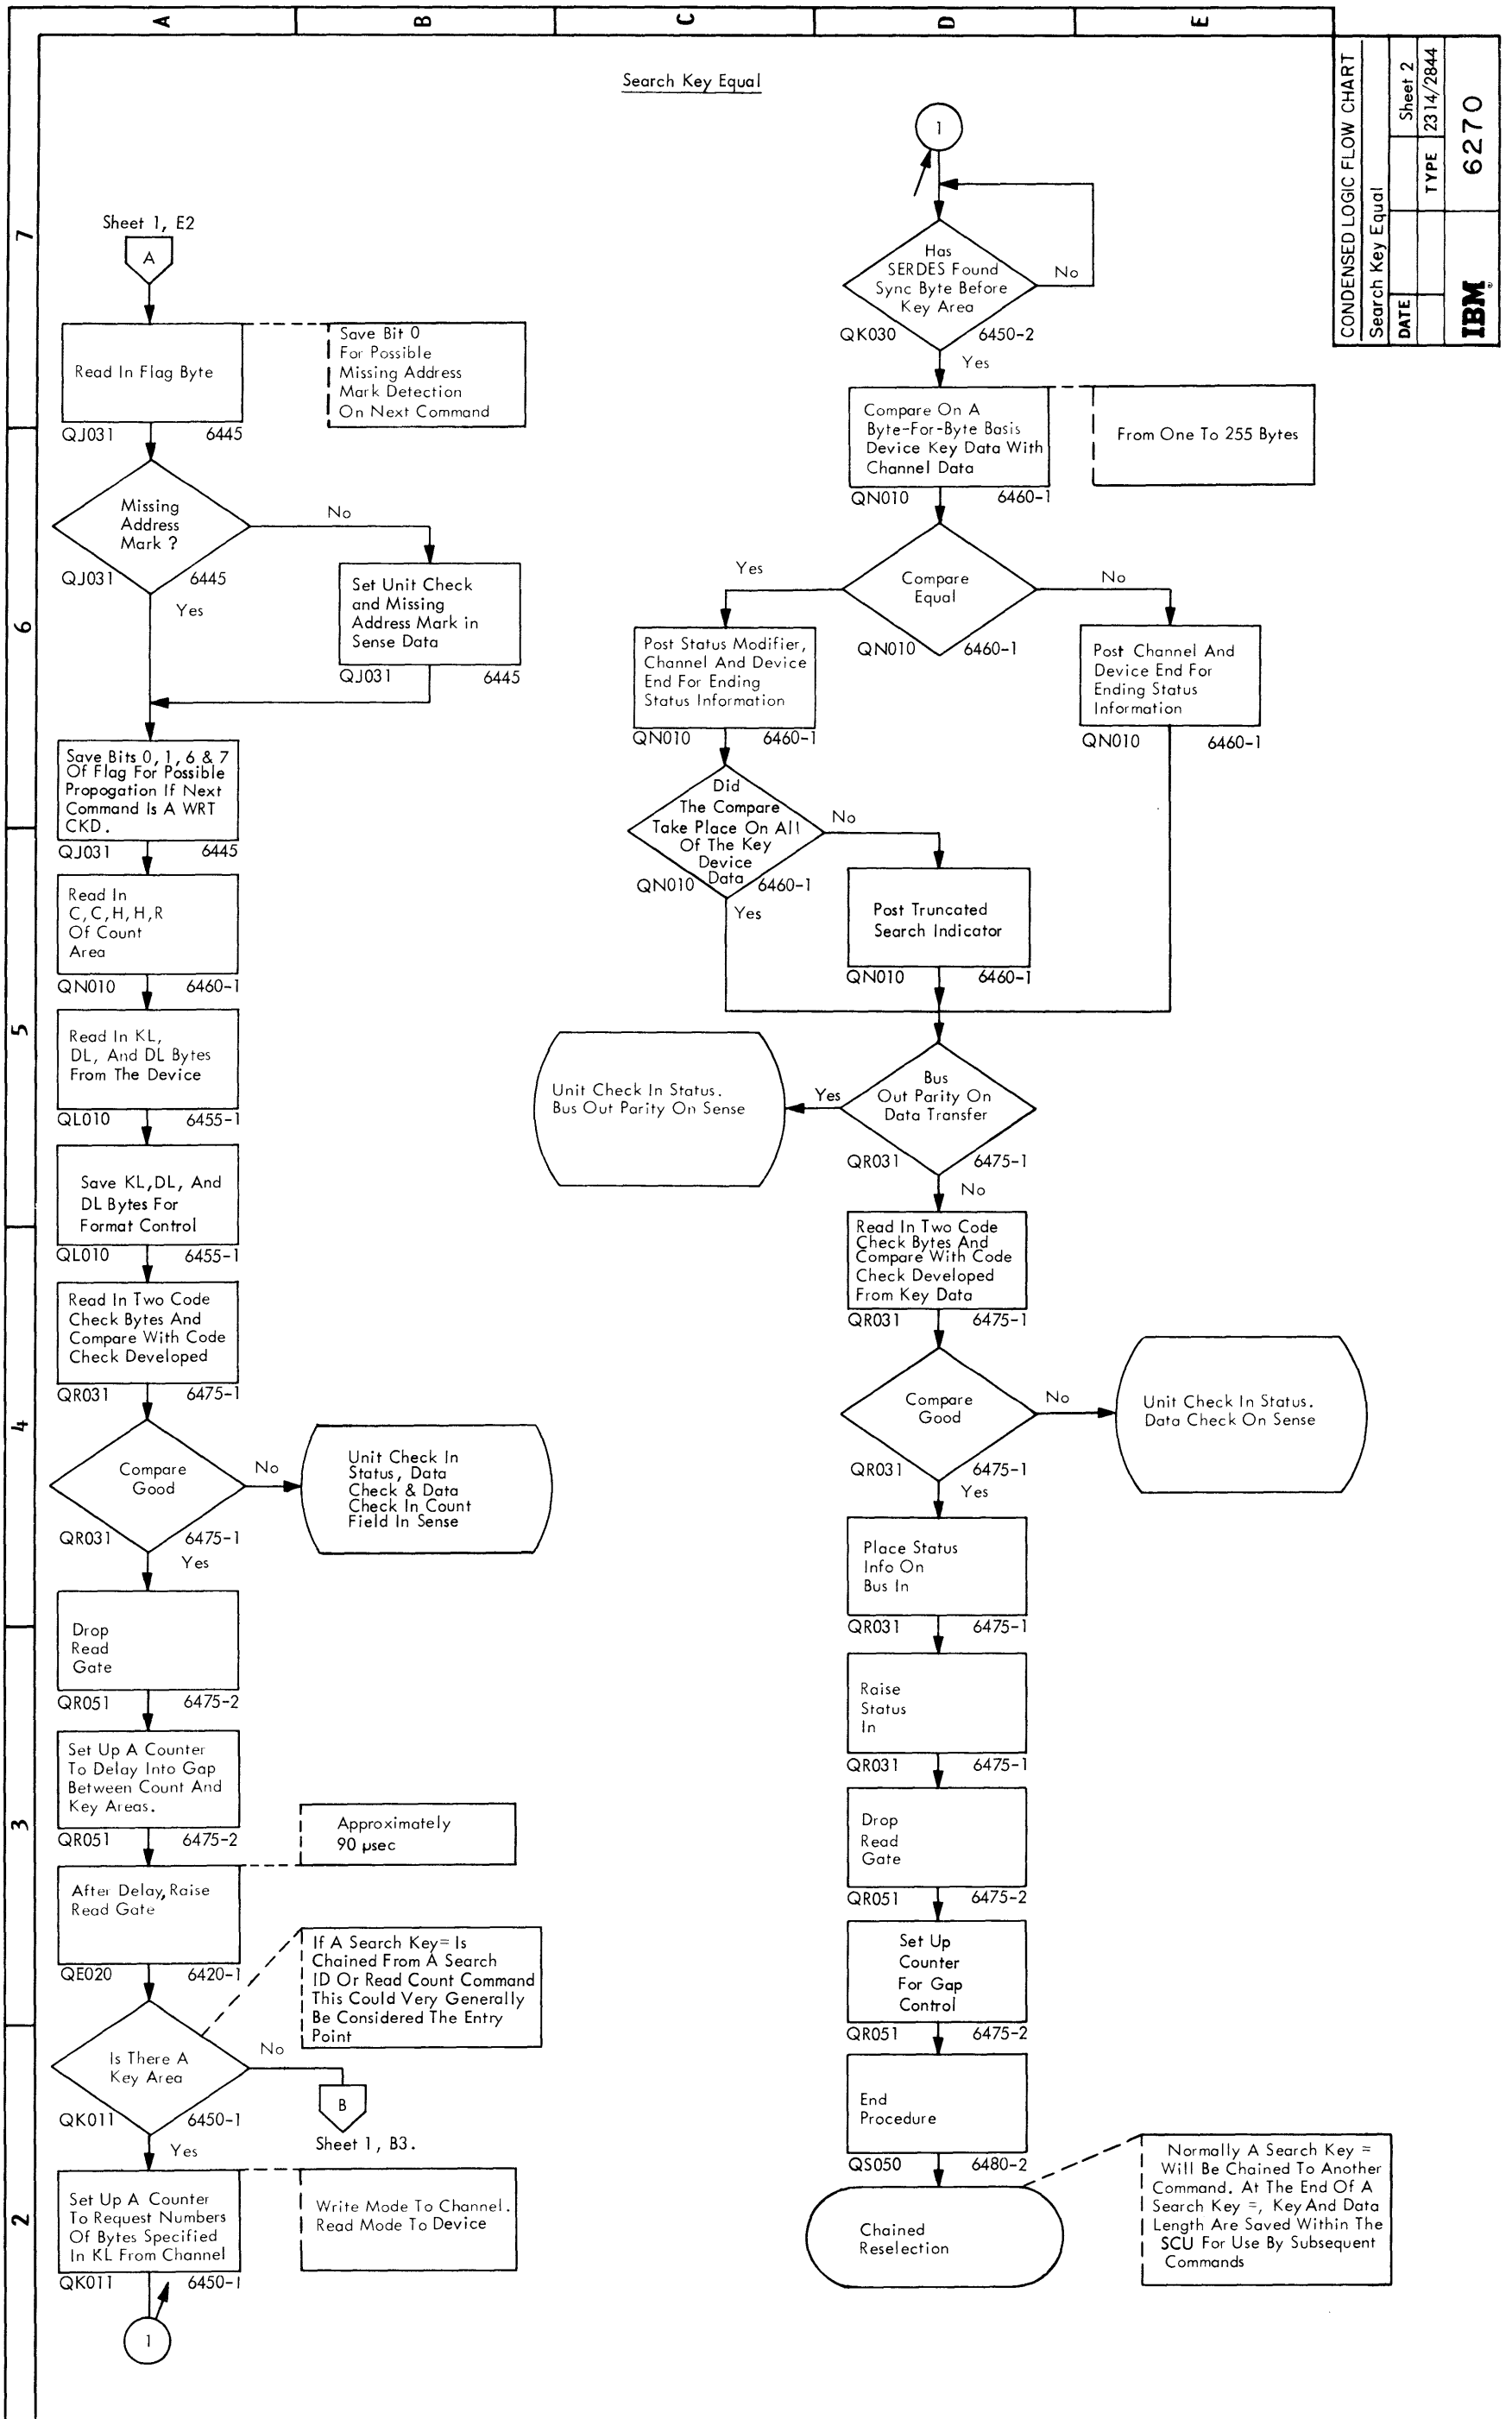 A
B
C
D
E
7
6
5
4
3
2
CONDENSED LOGIC FLOW CHART
Search Key Equal
DATE
Sheet 2
TYPE
2314/2844
IBM
6270
Search Key Equal
Sheet 1, E2
A
Read In Flag Byte
QJ031
6445
Save Bit 0
For Possible
Missing Address
Mark Detection
On Next Command
Missing
Address
Mark ?
No
QJ031
6445
Yes
Set Unit Check
and Missing
Address Mark in
Sense Data
QJ031
6445
Save Bits 0, 1, 6 & 7
Of Flag For Possible
Propogation If Next
Command Is A WRT
CKD.
QJ031
6445
Read In
C,C,H,H,R
Of Count
Area
QN010
6460-1
Read In KL,
DL, And DL Bytes
From The Device
QL010
6455-1
Save KL,DL, And
DL Bytes For
Format Control
QL010
6455-1
Read In Two Code
Check Bytes And
Compare With Code
Check Developed
QR031
6475-1
Compare
Good
No
QR031
6475-1
Yes
Unit Check In
Status, Data
Check & Data
Check In Count
Field In Sense
Drop
Read
Gate
QR051
6475-2
Set Up A Counter
To Delay Into Gap
Between Count And
Key Areas.
QR051
6475-2
Approximately
90 µsec
After Delay, Raise
Read Gate
QE020
6420-1
If A Search Key= Is
Chained From A Search
ID Or Read Count Command
This Could Very Generally
Be Considered The Entry
Point
Is There A
Key Area
No
QK011
6450-1
Yes
B
Sheet 1, B3.
Set Up A Counter
To Request Numbers
Of Bytes Specified
In KL From Channel
QK011
6450-1
Write Mode To Channel.
Read Mode To Device
1
1
Has
SERDES Found
Sync Byte Before
Key Area
No
QK030
6450-2
Yes
Compare On A
Byte-For-Byte Basis
Device Key Data With
Channel Data
QN010
6460-1
From One To 255 Bytes
Compare
Equal
Yes
No
QN010
6460-1
Post Status Modifier,
Channel And Device
End For Ending
Status Information
QN010
6460-1
Post Channel And
Device End For
Ending Status
Information
QN010
6460-1
Did
The Compare
Take Place On All
Of The Key
Device
Data
No
QN010
6460-1
Yes
Post Truncated
Search Indicator
QN010
6460-1
Bus
Out Parity On
Data Transfer
Yes
QR031
6475-1
No
Unit Check In Status.
Bus Out Parity On Sense
Read In Two Code
Check Bytes And
Compare With Code
Check Developed
From Key Data
QR031
6475-1
Compare
Good
No
QR031
6475-1
Yes
Unit Check In Status.
Data Check On Sense
Place Status
Info On
Bus In
QR031
6475-1
Raise
Status
In
QR031
6475-1
Drop
Read
Gate
QR051
6475-2
Set Up
Counter
For Gap
Control
QR051
6475-2
End
Procedure
QS050
6480-2
Chained
Reselection
Normally A Search Key =
Will Be Chained To Another
Command. At The End Of A
Search Key =, Key And Data
Length Are Saved Within The
SCU For Use By Subsequent
Commands